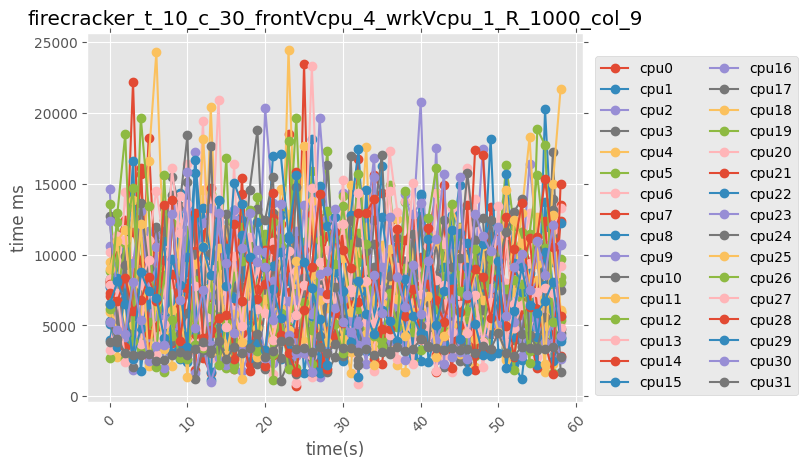 firecracker_t_10_c_30_frontVcpu_4_wrkVcpu_1_R_1000_col_9
time ms
25000
20000
15000
10000
5000
0
0
10
20
30
40
50
60
time(s)
cpu0
cpu1
cpu2
cpu3
cpu4
cpu5
cpu6
cpu7
cpu8
cpu9
cpu10
cpu11
cpu12
cpu13
cpu14
cpu15
cpu16
cpu17
cpu18
cpu19
cpu20
cpu21
cpu22
cpu23
cpu24
cpu25
cpu26
cpu27
cpu28
cpu29
cpu30
cpu31